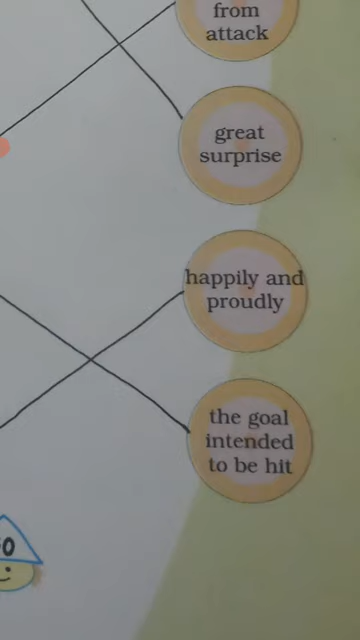 from
attack
great
surprise
happily and
proudly
the goal
intended
to be hit